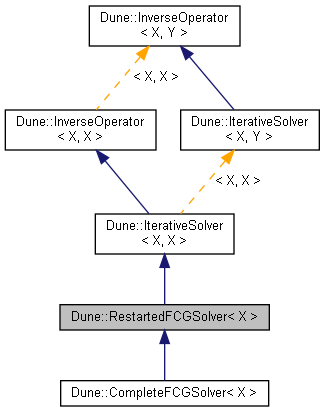 Dune::InverseOperator
< X, Y >
< X, X >
Dune::InverseOperator
< X, X >
Dune::IterativeSolver
< X, Y >
< X, X >
Dune::IterativeSolver
< X, X >
Dune::RestartedFCGSolver< X >
Dune::CompleteFCGSolver< X >